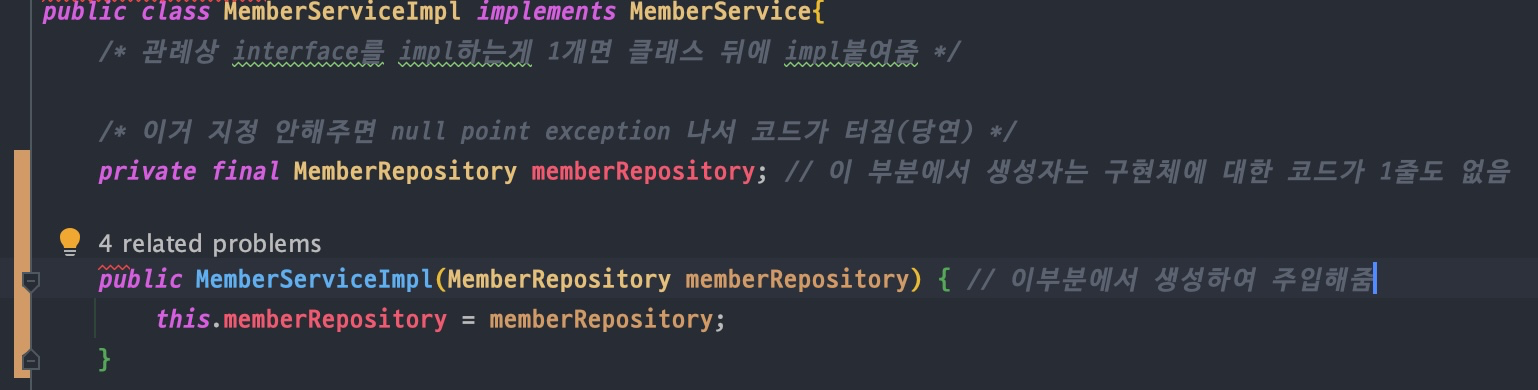 public class MemberServiceImpl implements MemberService{
/* 관례상 interface를 impl하는게 1개면 클래스 뒤에 impl붙여줌 */
/* 이거 지정 안해주면 null point exception 나서 코드가 터짐(당연) */
private final MemberRepository memberRepository; // 이 부분에서 생성자는 구현체에 대한 코드가 1줄도 없음
4 related problems
public MemberServiceImpl(MemberRepository memberRepository) { // 이부분에서 생성하여 주입해줌
this.memberRepository = memberRepository;
}